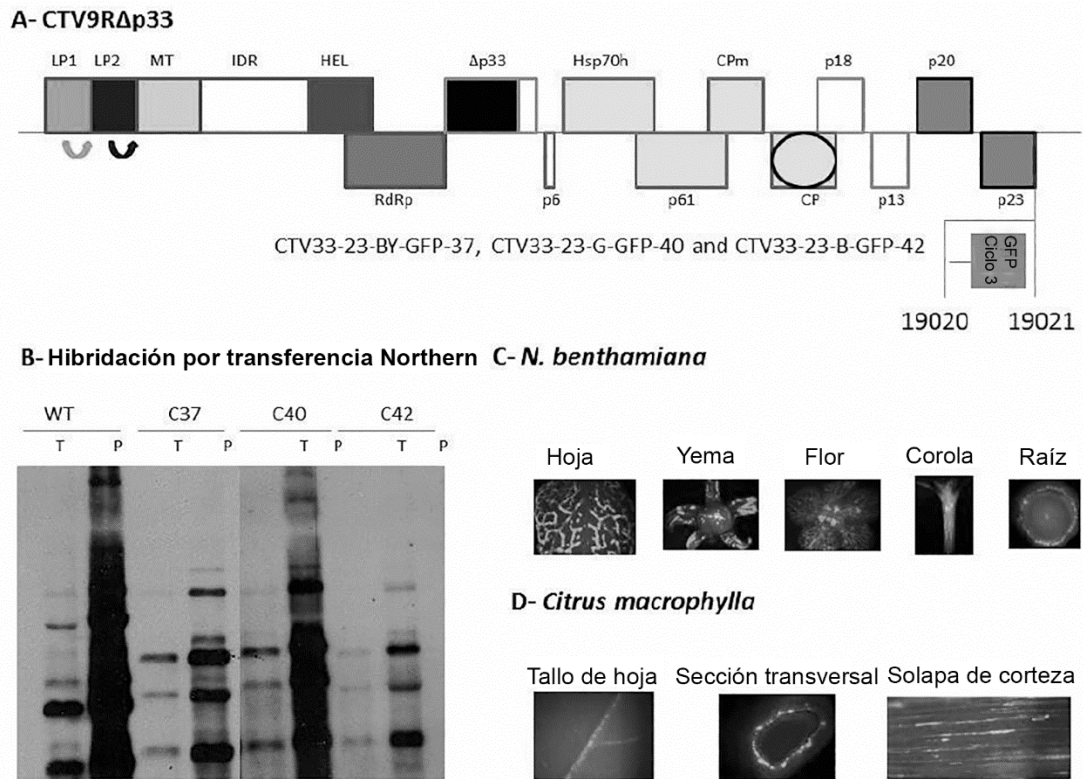 A- CTV9RΔp33
LP1 LP2 MT IDR HEL Δp33 Hsp70h CPm p18 p20
RdRp p6 p61 CP p13 p23
CTV33-23-BY-GFP-37, CTV33-23-G-GFP-40 and CTV33-23-B-GFP-42
GFP
Ciclo 3
19020 19021
B- Hibridación por transferencia Northern
WT C37 C40 C42
T P T P T P T P
C- N. benthamiana
Hoja Yema Flor Corola Raíz
D- Citrus macrophylla
Tallo de hoja Sección transversal Solapa de corteza